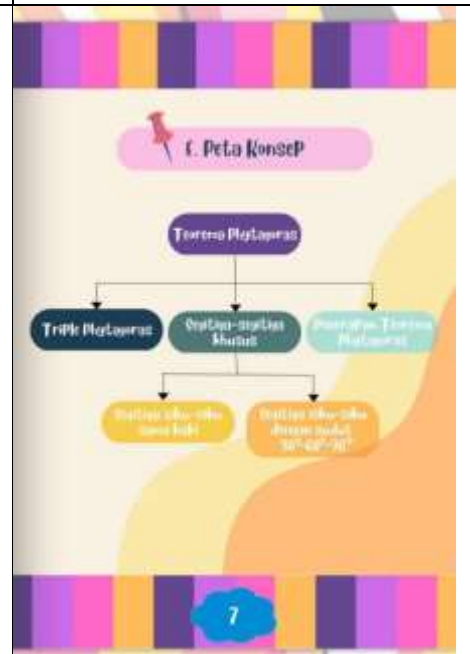 E. Peta Konsep
Teorema Phytagoras
Triple Phytagoras
Segitiga-segitiga
khusus
Penerapan Teorema
Phytagoras
Segitiga siku-siku
sama kaki
Segitiga siku-siku
dengan sudut
30°-60°-90°
7